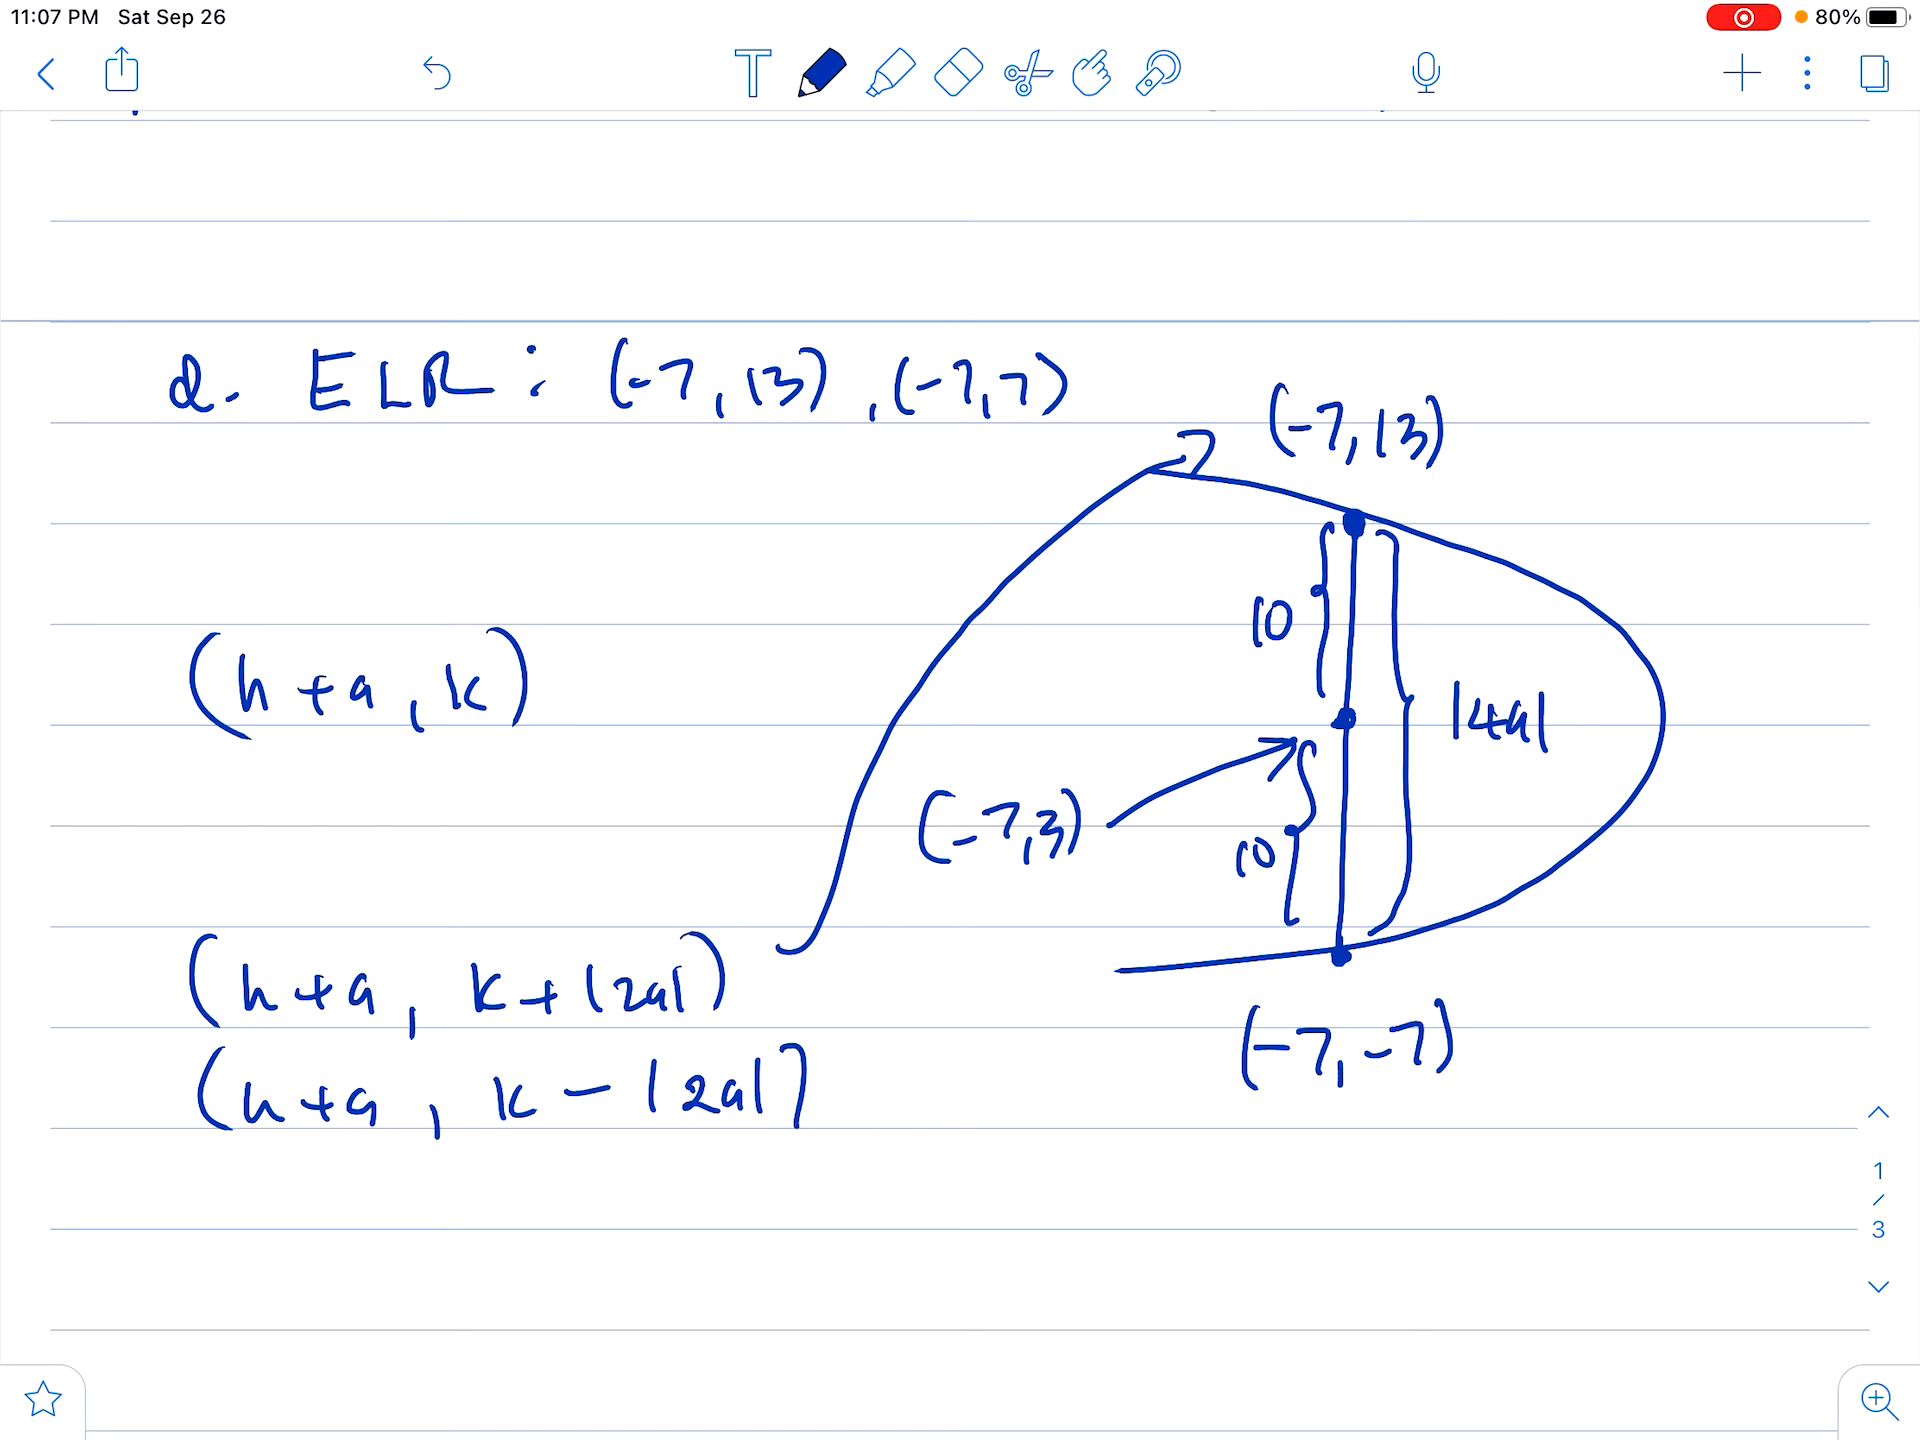 11:07 PM Sat Sep 26
80%
T
2. ELR : (-7, 13) , (-7, 7)
(-7, 13)
10
(h + a, k)
|4a|
(-7, 3)
10
(h + a, k + |2a|)
(-7, -7)
(h + a, k - |2a|)
1
/
3